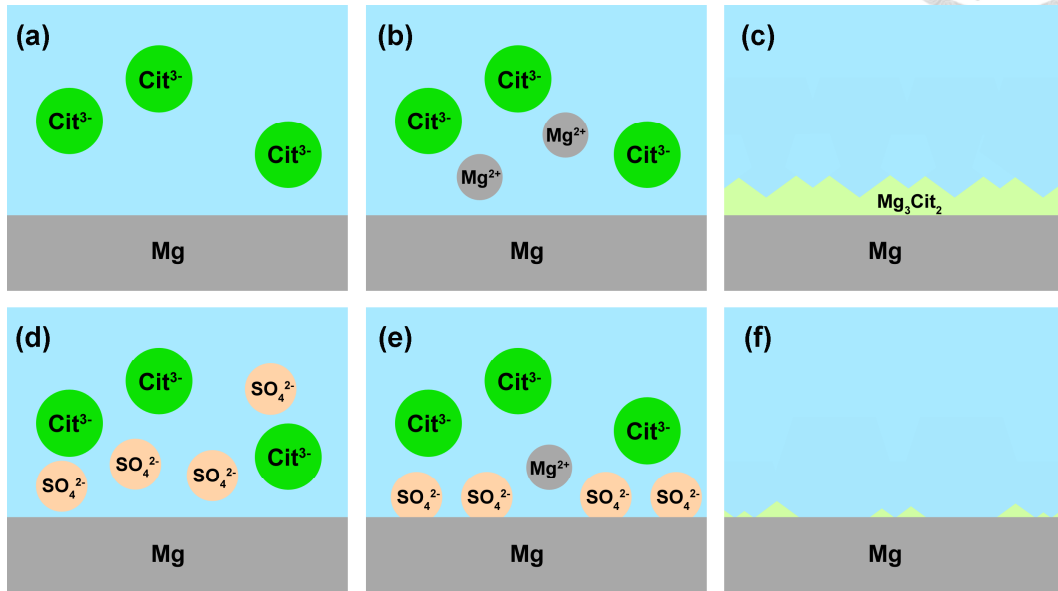 (a)
Cit³⁻
Cit³⁻
Cit³⁻
Mg
(b)
Cit³⁻
Cit³⁻
Mg²⁺
Cit³⁻
Mg²⁺
Mg
(c)
Mg₃Cit₂
Mg
(d)
Cit³⁻
SO₄²⁻
Cit³⁻
Cit³⁻
SO₄²⁻
SO₄²⁻
SO₄²⁻
Mg
(e)
Cit³⁻
Cit³⁻
Cit³⁻
Mg²⁺
SO₄²⁻
SO₄²⁻
SO₄²⁻
SO₄²⁻
Mg
(f)
Mg